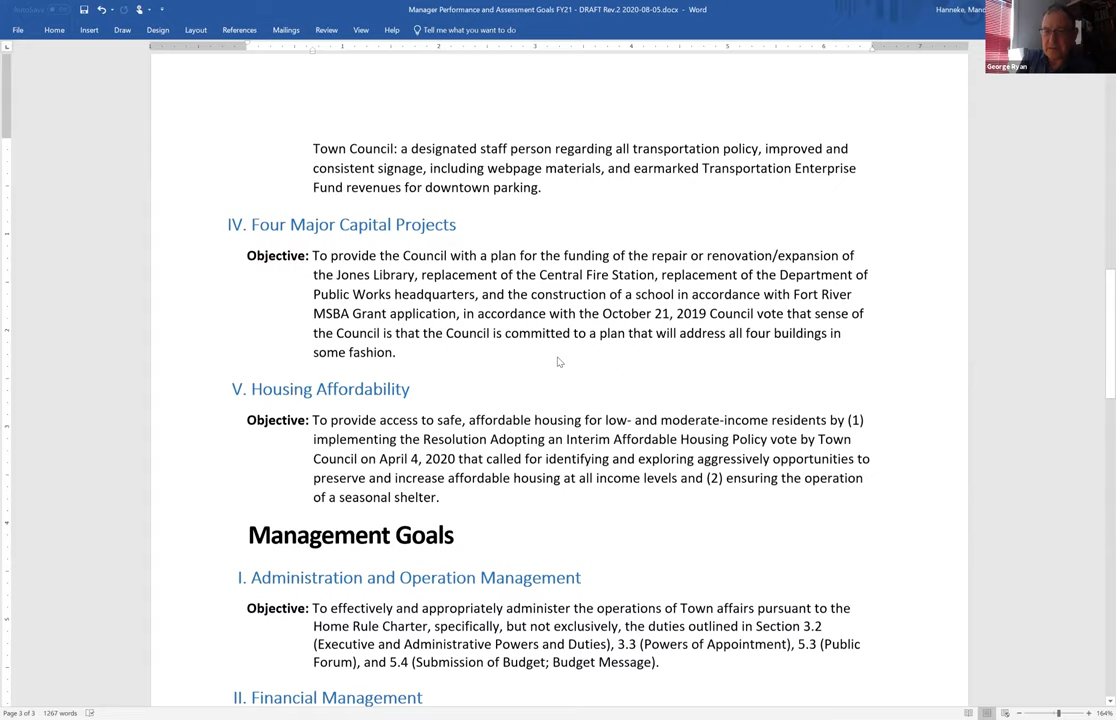 Manager Performance and Assessment Goals FY21 - DRAFT Rev.2 2020-08-05.docx - Word
Hanneke,
File Home Insert Draw Design Layout References Mailings Review View Help Tell me what you want to do
George Ryan
Town Council: a designated staff person regarding all transportation policy, improved and
consistent signage, including webpage materials, and earmarked Transportation Enterprise
Fund revenues for downtown parking.
IV. Four Major Capital Projects
Objective: To provide the Council with a plan for the funding of the repair or renovation/expansion of
the Jones Library, replacement of the Central Fire Station, replacement of the Department of
Public Works headquarters, and the construction of a school in accordance with Fort River
MSBA Grant application, in accordance with the October 21, 2019 Council vote that sense of
the Council is that the Council is committed to a plan that will address all four buildings in
some fashion.
V. Housing Affordability
Objective: To provide access to safe, affordable housing for low- and moderate-income residents by (1)
implementing the Resolution Adopting an Interim Affordable Housing Policy vote by Town
Council on April 4, 2020 that called for identifying and exploring aggressively opportunities to
preserve and increase affordable housing at all income levels and (2) ensuring the operation
of a seasonal shelter.
Management Goals
I. Administration and Operation Management
Objective: To effectively and appropriately administer the operations of Town affairs pursuant to the
Home Rule Charter, specifically, but not exclusively, the duties outlined in Section 3.2
(Executive and Administrative Powers and Duties), 3.3 (Powers of Appointment), 5.3 (Public
Forum), and 5.4 (Submission of Budget; Budget Message).
II. Financial Management
Page 3 of 3 1267 words
164%